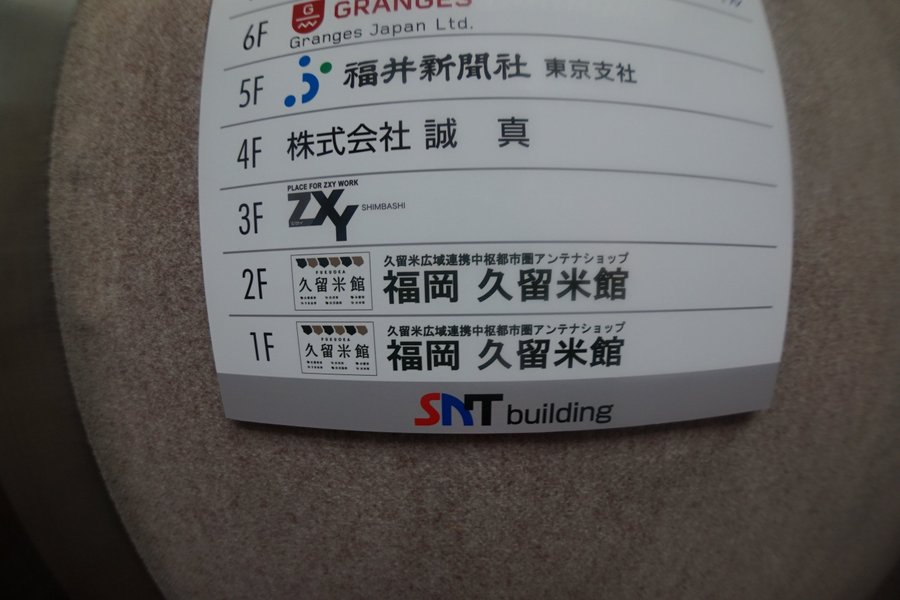 6F GRANGES
Granges Japan Ltd.
5F 福井新聞社 東京支社
4F 株式会社 誠 真
3F PLACE FOR ZXY WORK
ZXY SHIMBASHI
2F FUKUOKA
久留米館
久留米広域連携中枢都市圏アンテナショップ
福岡 久留米館
1F FUKUOKA
久留米館
久留米広域連携中枢都市圏アンテナショップ
福岡 久留米館
SNT building